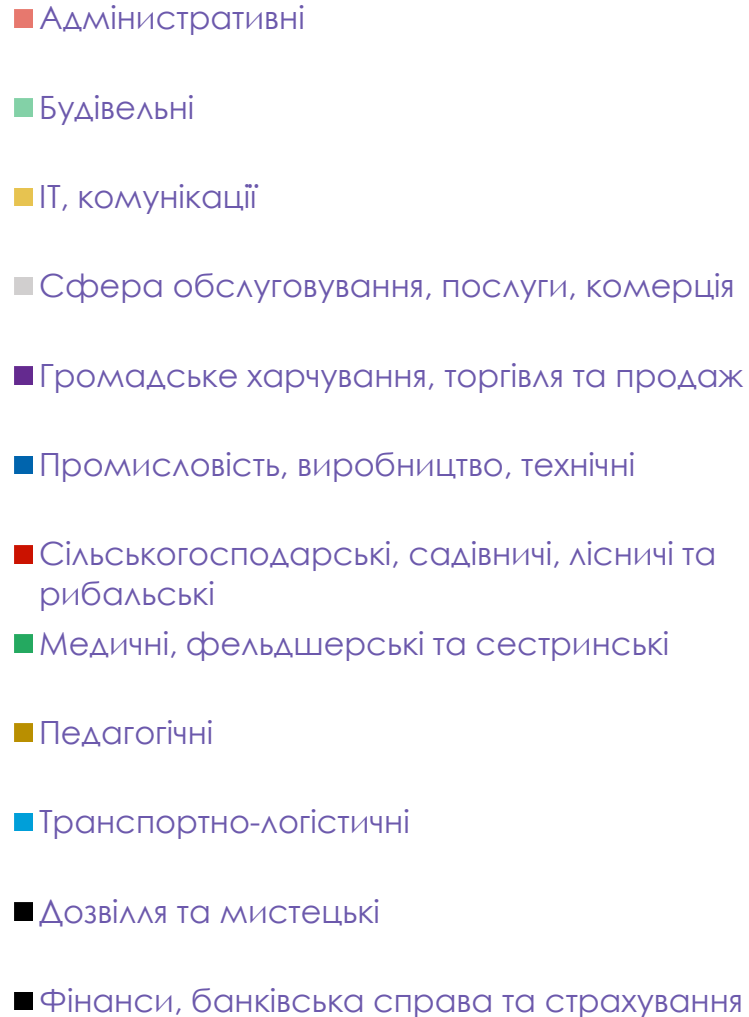 Адміністративні
Будівельні
ІТ, комунікації
Сфера обслуговування, послуги, комерція
Громадське харчування, торгівля та продаж
Промисловість, виробництво, технічні
Сільськогосподарські, садівничі, лісничі та
рибальські
Медичні, фельдшерські та сестринські
Педагогічні
Транспортно-логістичні
Дозвілля та мистецькі
Фінанси, банківська справа та страхування